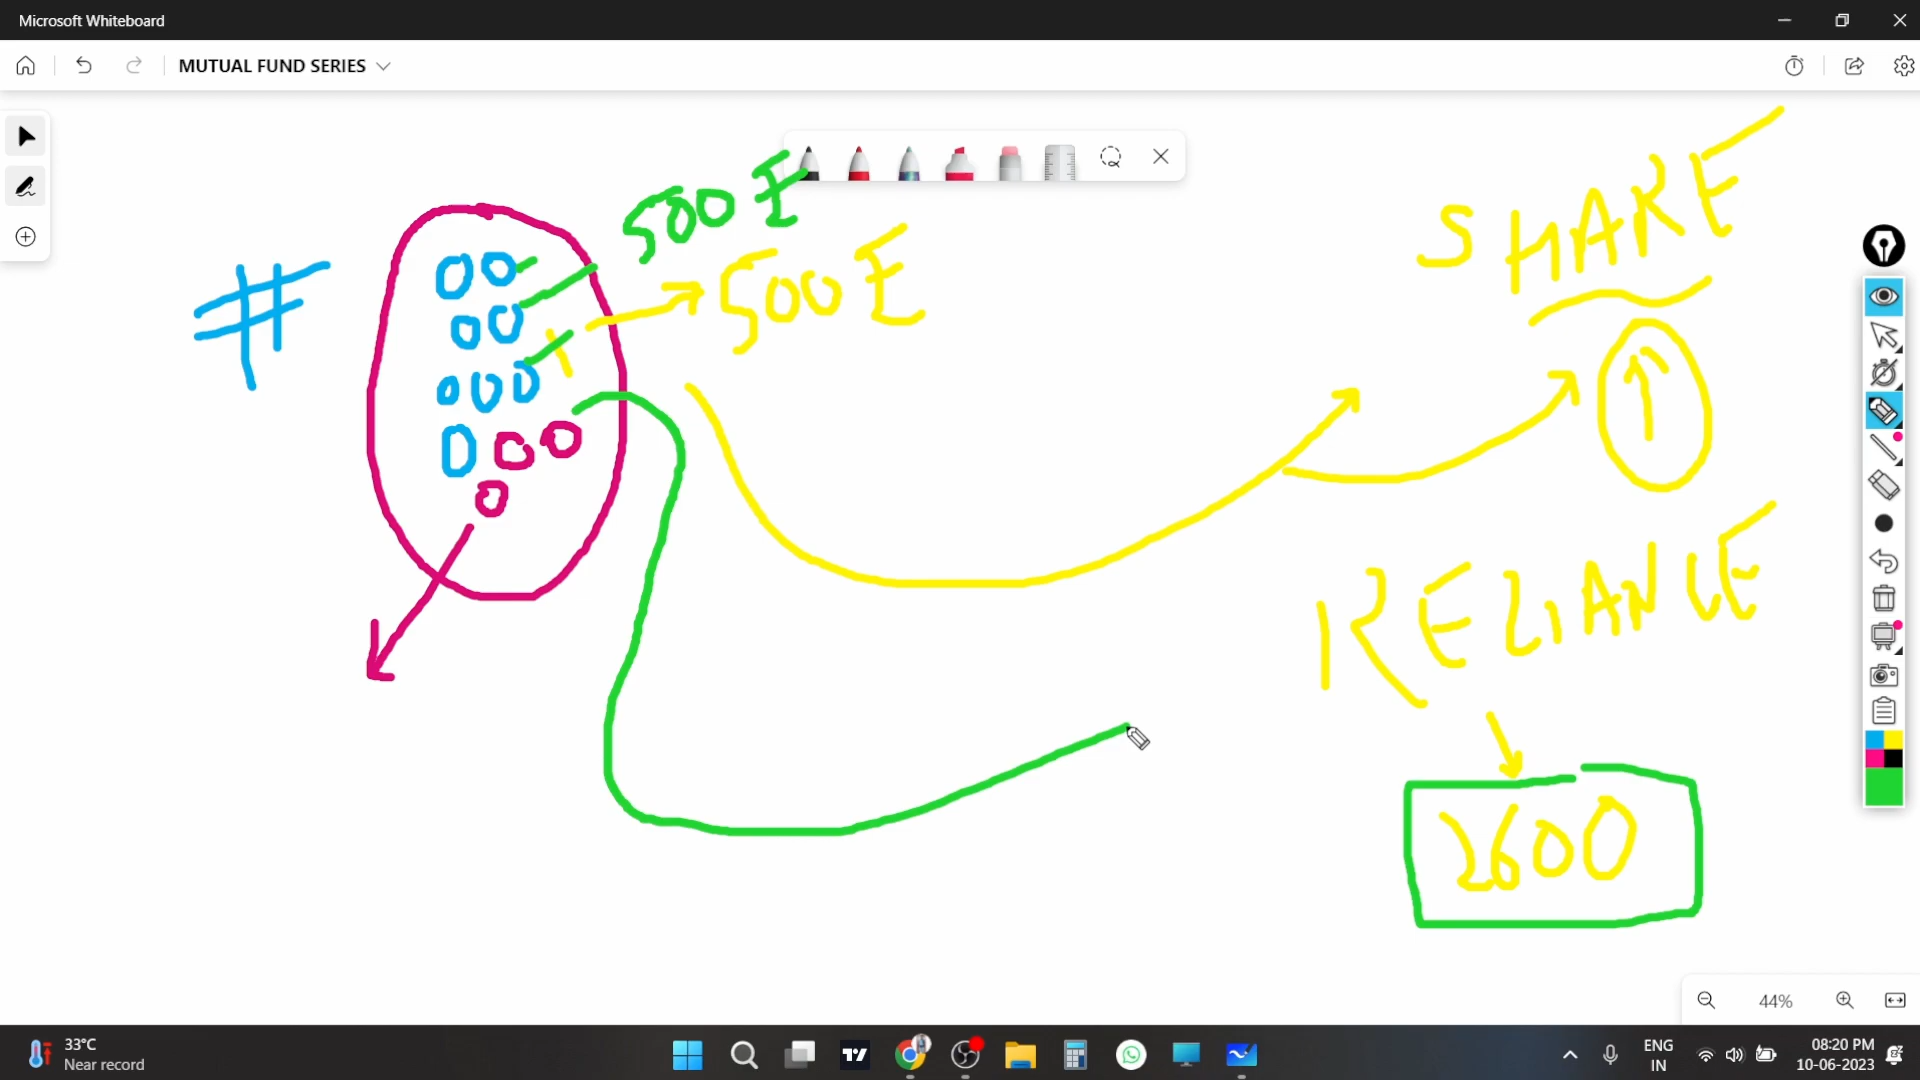 Microsoft Whiteboard
MUTUAL FUND SERIES
500 E
500 E
SHARE
RELIANCE
2600
44%
33°C
Near record
ENG
IN
08:20 PM
10-06-2023